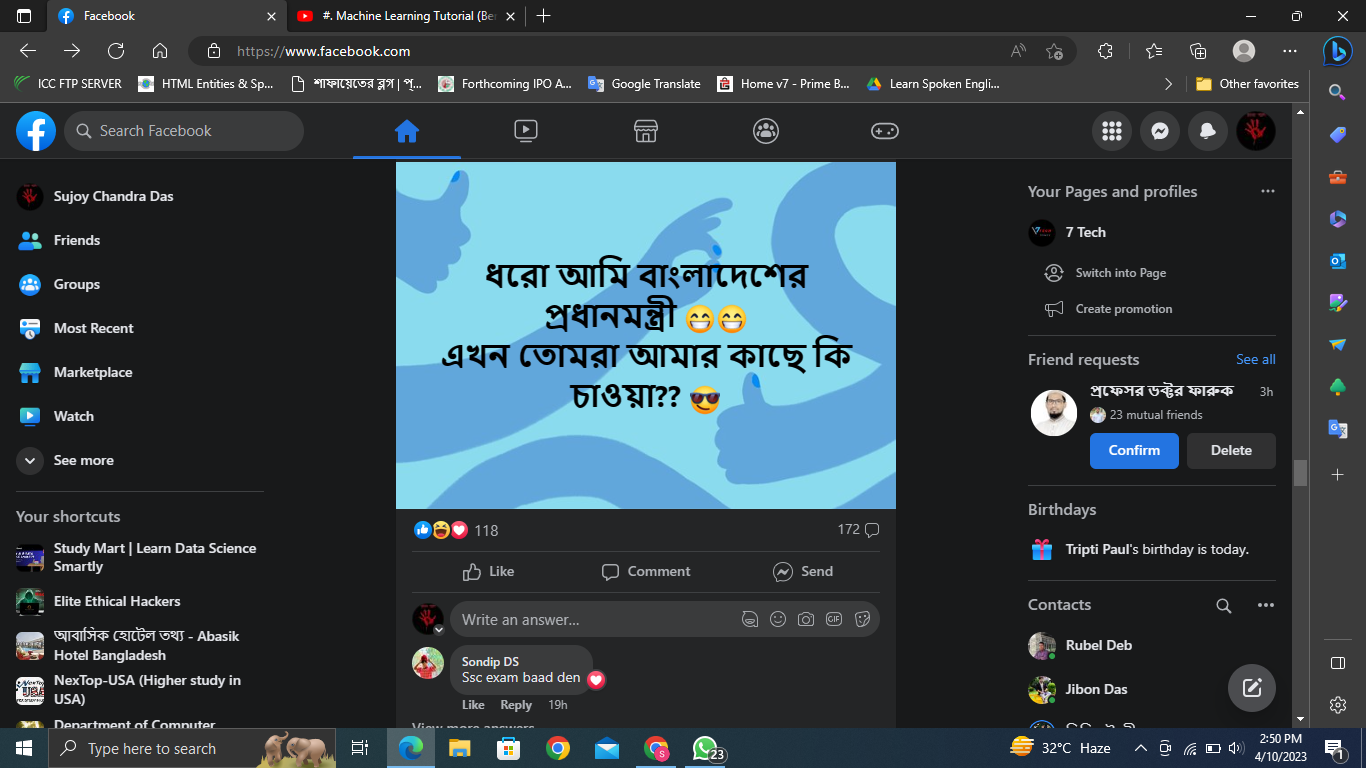 Facebook
#. Machine Learning Tutorial (Ber
https://www.facebook.com
ICC FTP SERVER
HTML Entities & Sp...
শাফায়েতের ব্লগ | প্...
Forthcoming IPO A...
Google Translate
Home v7 - Prime B...
Learn Spoken Engli...
Other favorites
Search Facebook
Sujoy Chandra Das
Friends
Groups
Most Recent
Marketplace
Watch
See more
Your shortcuts
Study Mart | Learn Data Science
Smartly
Elite Ethical Hackers
আবাসিক হোটেল তথ্য - Abasik
Hotel Bangladesh
NexTop-USA (Higher study in
USA)
Department of Computer
ধরো আমি বাংলাদেশের
প্রধানমন্ত্রী 😁😁
এখন তোমরা আমার কাছে কি
চাওয়া?? 😎
118
172
Like
Comment
Send
Write an answer...
GIF
Sondip DS
Ssc exam baad den
Like Reply 19h
View more answers
Your Pages and profiles
7 Tech
Switch into Page
Create promotion
Friend requests
See all
প্রফেসর ডক্টর ফারুক
3h
23 mutual friends
Confirm
Delete
Birthdays
Tripti Paul's birthday is today.
Contacts
Rubel Deb
Jibon Das
Type here to search
23
32°C Haze
2:50 PM
4/10/2023
1